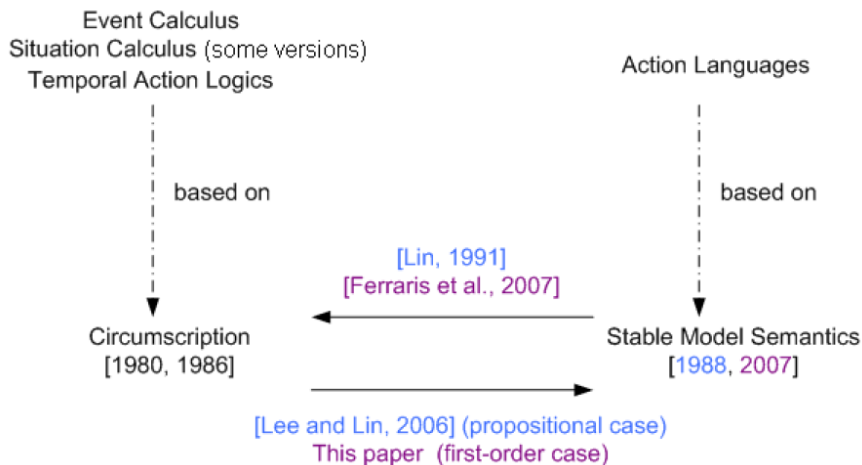 Event Calculus
Situation Calculus (some versions)
Temporal Action Logics
Action Languages
based on
based on
[Lin, 1991]
[Ferraris et al., 2007]
Circumscription
[1980, 1986]
Stable Model Semantics
[1988, 2007]
[Lee and Lin, 2006] (propositional case)
This paper (first-order case)